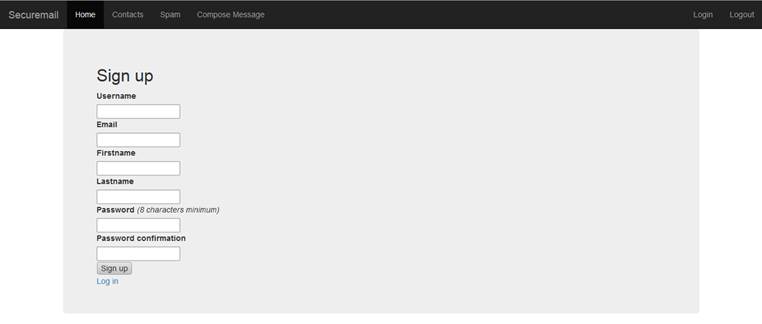 Securemail Home Contacts Spam Compose Message Login Logout
Sign up
Username
Email
Firstname
Lastname
Password (8 characters minimum)
Password confirmation
Sign up
Log in